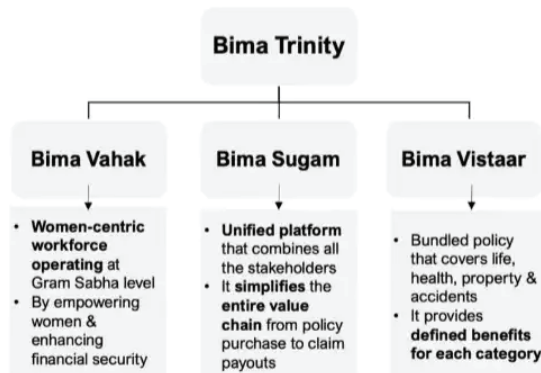 Bima Trinity
Bima Vahak
Bima Sugam
Bima Vistaar
• Women-centric
workforce
operating at
Gram Sabha level
• By empowering
women &
enhancing
financial security
• Unified platform
that combines all
the stakeholders
• It simplifies the
entire value
chain from policy
purchase to claim
payouts
• Bundled policy
that covers life,
health, property &
accidents
• It provides
defined benefits
for each category